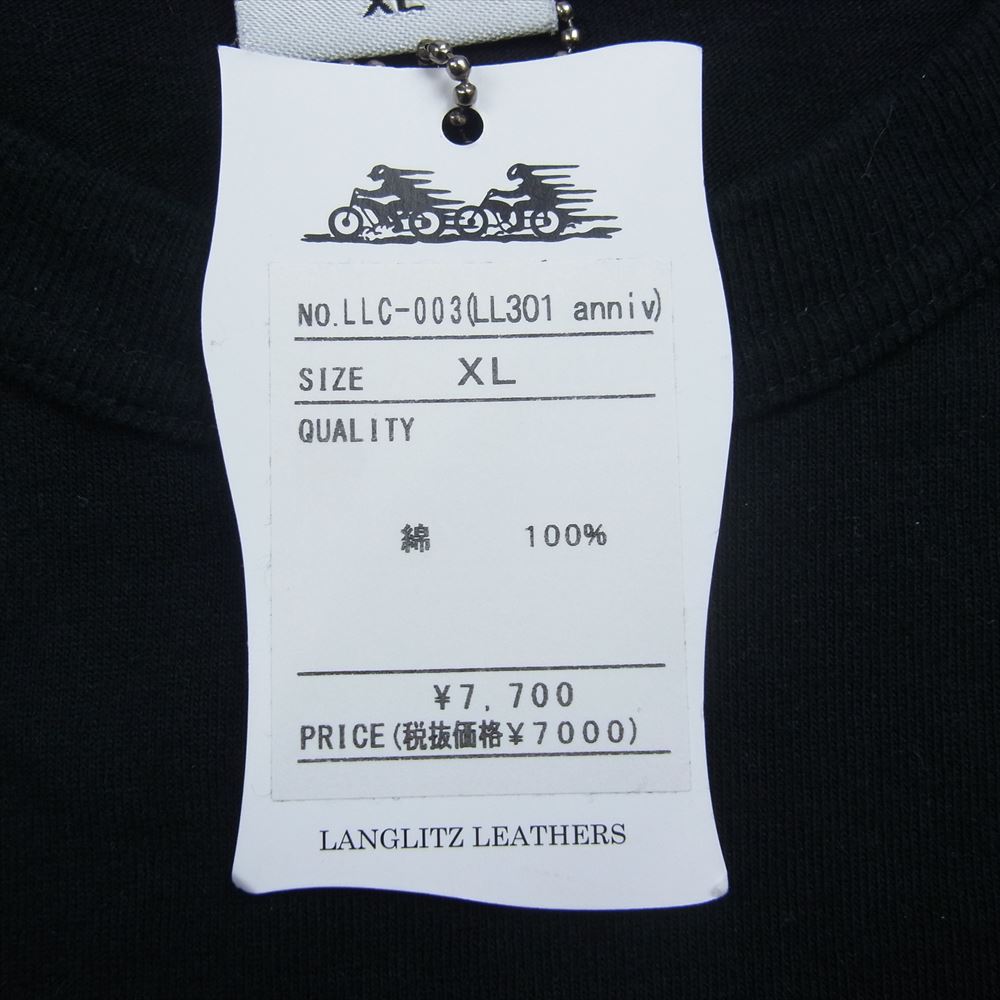 XL
NO.LLC-003(LL301 anniv)
SIZE XL
QUALITY
綿 100%
¥7,700
PRICE(税抜価格¥7000)
LANGLITZ LEATHERS